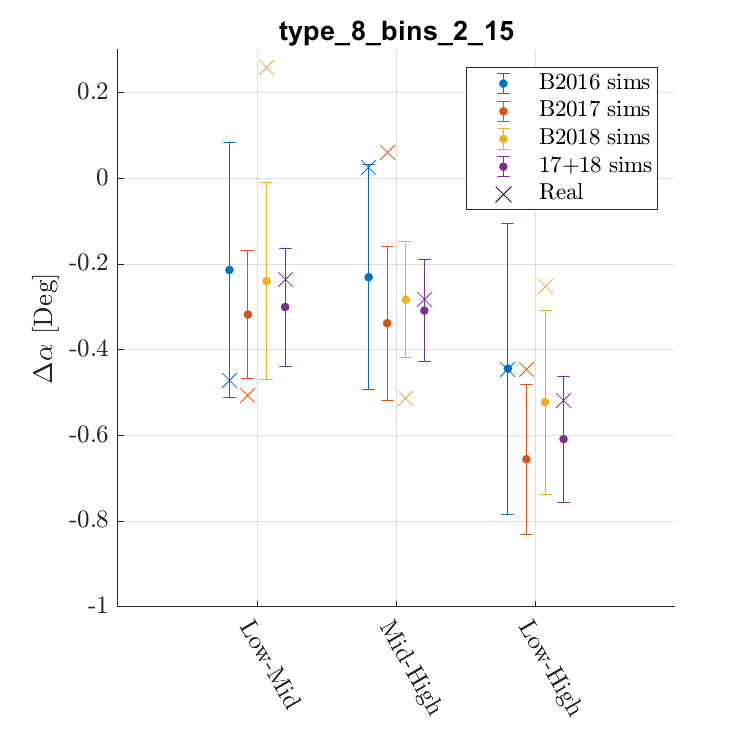 type_8_bins_2_15
B2016 sims
B2017 sims
B2018 sims
17+18 sims
Real
0.2
0
-0.2
-0.4
-0.6
-0.8
-1
Δα [Deg]
Low-Mid
Mid-High
Low-High